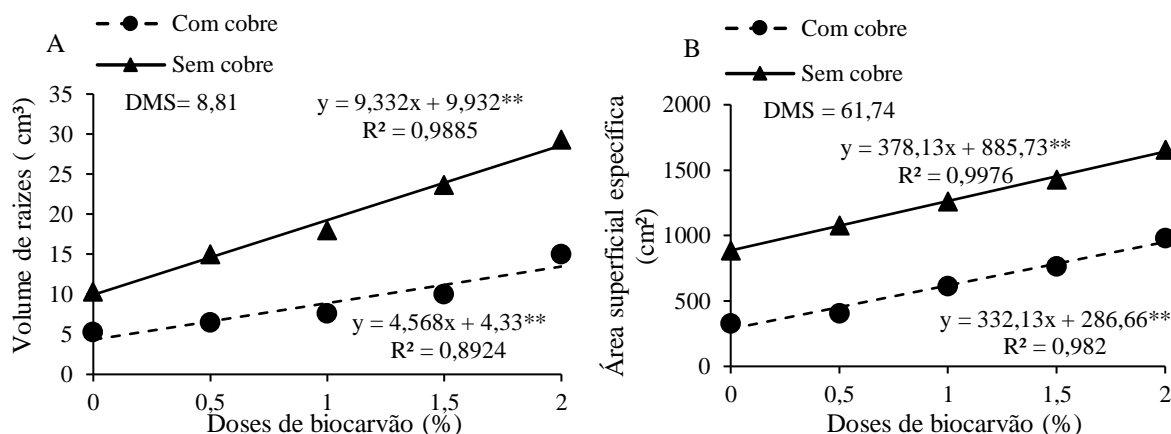 A
Com cobre
Sem cobre
DMS= 8,81
y = 9,332x + 9,932**
R² = 0,9885
y = 4,568x + 4,33**
R² = 0,8924
Volume de raizes ( cm³)
35
30
25
20
15
10
5
0
0 0,5 1 1,5 2
Doses de biocarvão (%)
B
Com cobre
Sem cobre
DMS = 61,74
y = 378,13x + 885,73**
R² = 0,9976
y = 332,13x + 286,66**
R² = 0,982
Área superficial específica
(cm²)
2000
1500
1000
500
0
0 0,5 1 1,5 2
Doses de biocarvão (%)